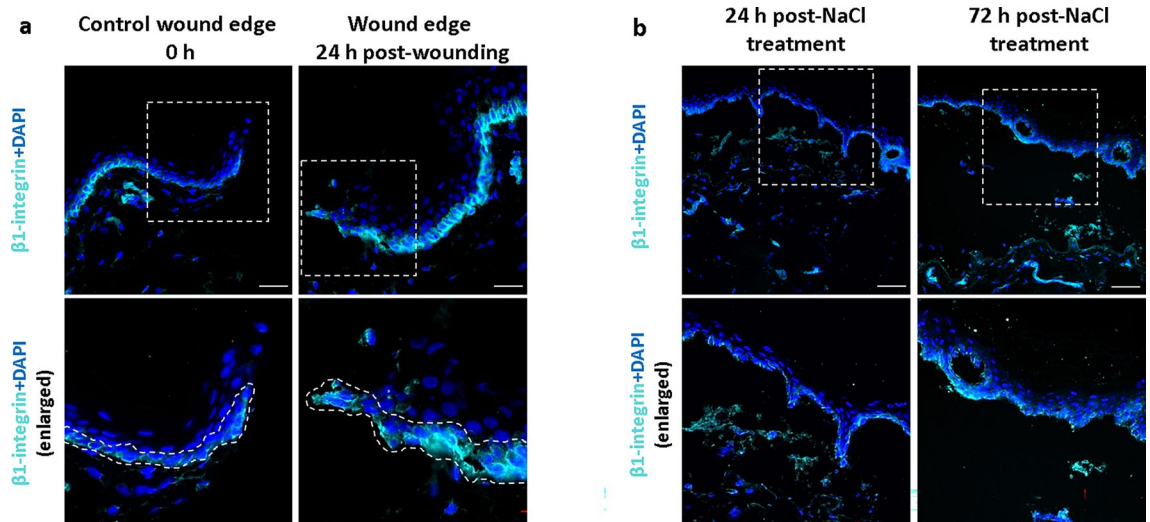 a
Control wound edge
0 h
Wound edge
24 h post-wounding
β1-integrin+DAPI
β1-integrin+DAPI
(enlarged)
b
24 h post-NaCl
treatment
72 h post-NaCl
treatment
β1-integrin+DAPI
β1-integrin+DAPI
(enlarged)